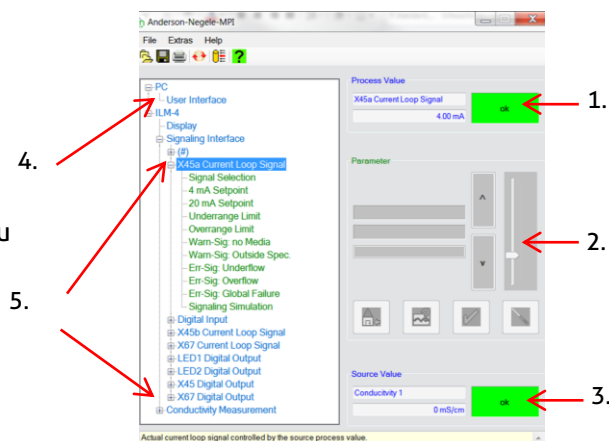 Anderson-Negele-MPI
File Extras Help
PC
User Interface
ILM-4
Display
Signaling Interface
(#)
X45a Current Loop Signal
Signal Selection
4 mA Setpoint
20 mA Setpoint
Underrange Limit
Overrange Limit
Warn-Sig: no Media
Warn-Sig: Outside Spec.
Err-Sig: Underflow
Err-Sig: Overflow
Err-Sig: Global Failure
Signaling Simulation
Digital Input
X45b Current Loop Signal
X67 Current Loop Signal
LED1 Digital Output
LED2 Digital Output
X45 Digital Output
X67 Digital Output
Conductivity Measurement
Process Value
X45a Current Loop Signal
4.00 mA
ok
Parameter
Source Value
Conducitvity 1
0 mS/cm
ok
Actual current loop signal controlled by the source process value.
1.
2.
3.
4.
u
5.